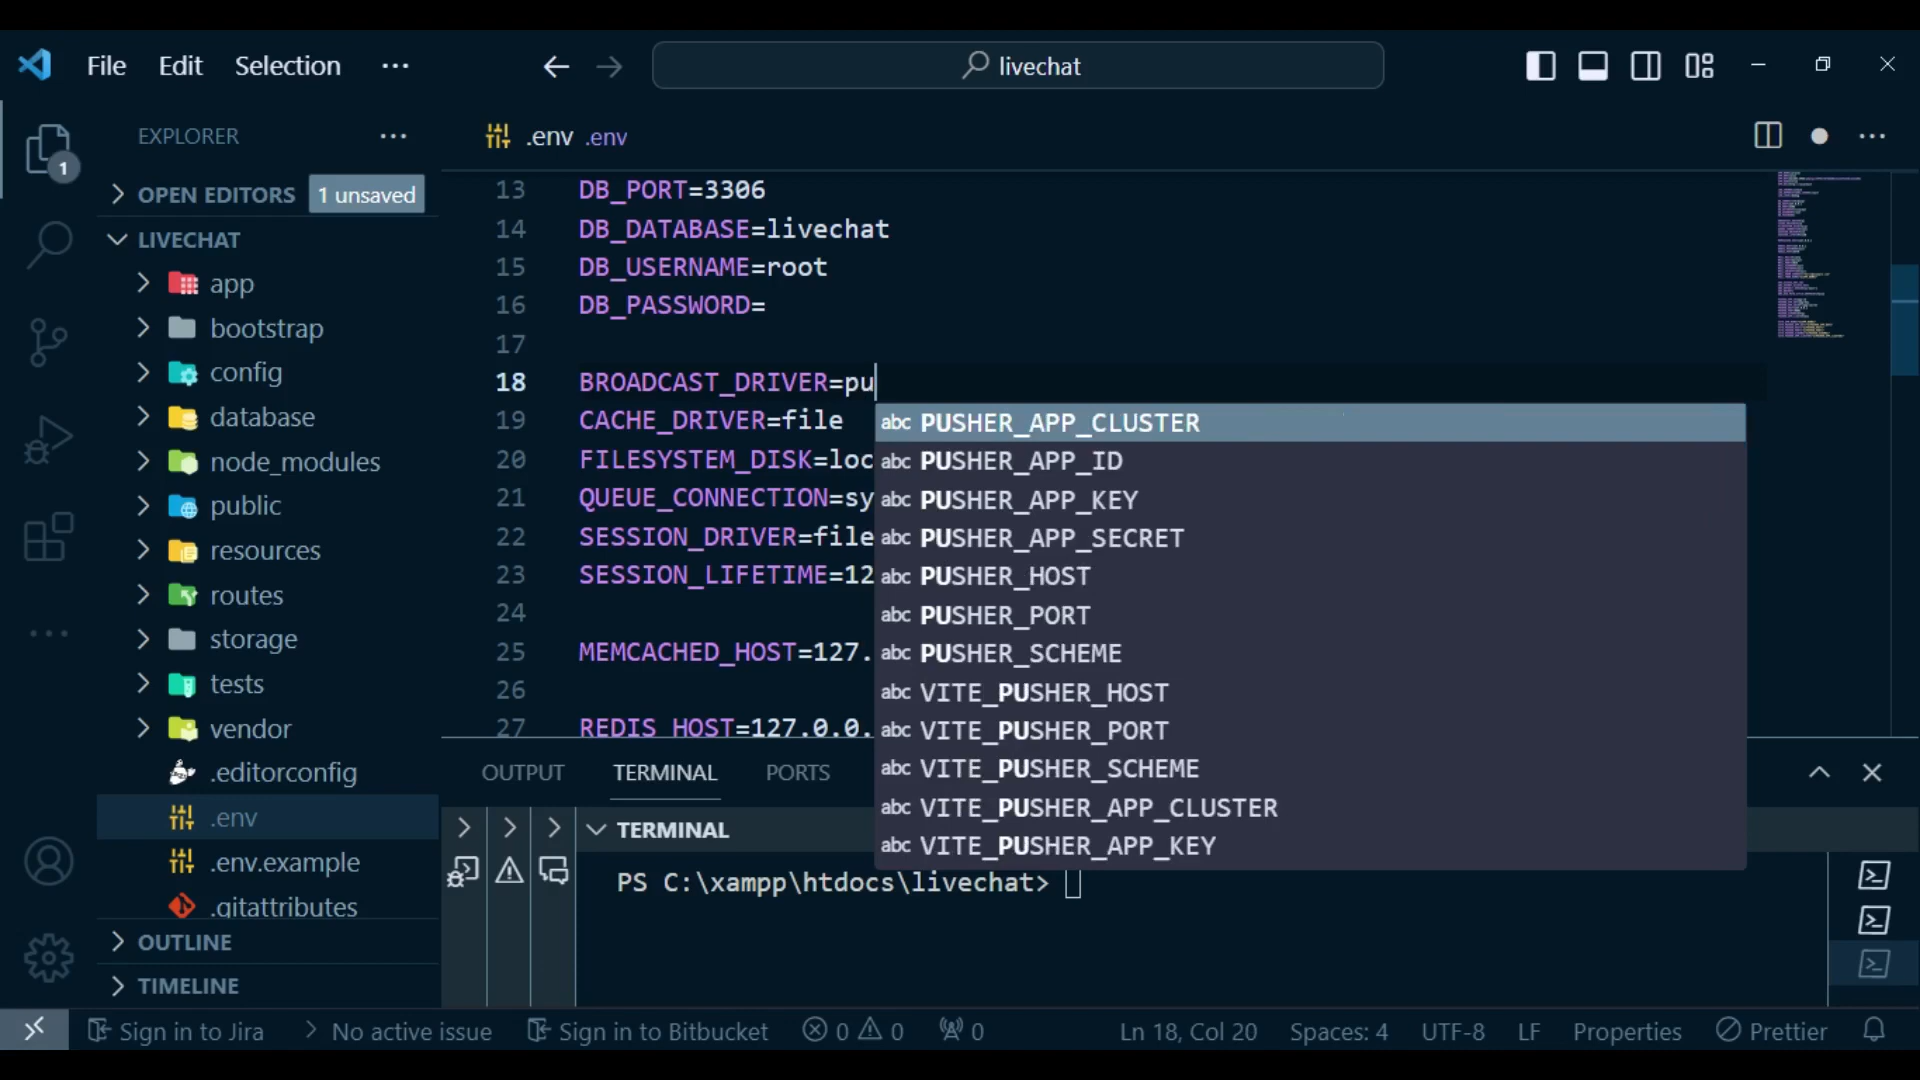 File Edit Selection ···
livechat
EXPLORER ···
.env .env
OPEN EDITORS 1 unsaved
LIVECHAT
app
bootstrap
config
database
node_modules
public
resources
routes
storage
tests
vendor
.editorconfig
.env
.env.example
.gitattributes
OUTLINE
TIMELINE
1
13 DB_PORT=3306
14 DB_DATABASE=livechat
15 DB_USERNAME=root
16 DB_PASSWORD=
17
18 BROADCAST_DRIVER=pu
19 CACHE_DRIVER=file
20 FILESYSTEM_DISK=loc
21 QUEUE_CONNECTION=sy
22 SESSION_DRIVER=file
23 SESSION_LIFETIME=12
24
25 MEMCACHED_HOST=127.
26
27 REDIS_HOST=127.0.0.
abc PUSHER_APP_CLUSTER
abc PUSHER_APP_ID
abc PUSHER_APP_KEY
abc PUSHER_APP_SECRET
abc PUSHER_HOST
abc PUSHER_PORT
abc PUSHER_SCHEME
abc VITE_PUSHER_HOST
abc VITE_PUSHER_PORT
abc VITE_PUSHER_SCHEME
abc VITE_PUSHER_APP_CLUSTER
abc VITE_PUSHER_APP_KEY
OUTPUT TERMINAL PORTS
TERMINAL
PS C:\xampp\htdocs\livechat>
Sign in to Jira No active issue Sign in to Bitbucket 0 0 0 Ln 18, Col 20 Spaces: 4 UTF-8 LF Properties Prettier